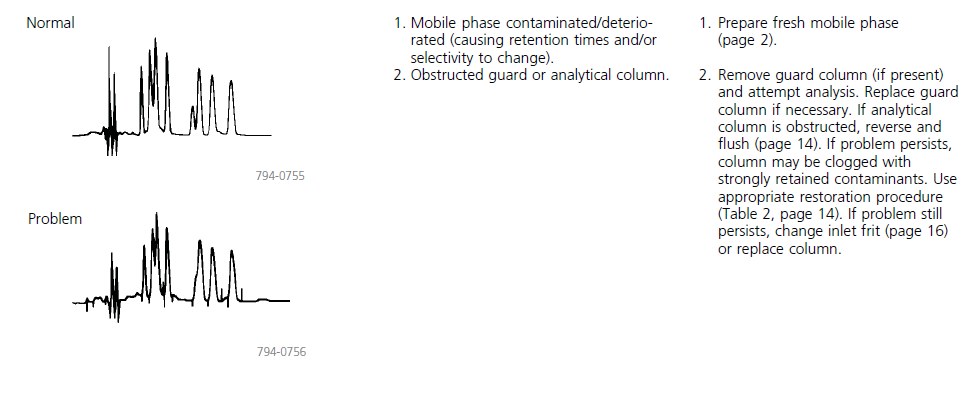 Normal
794-0755
Problem
794-0756
1. Mobile phase contaminated/deterio-
rated (causing retention times and/or
selectivity to change).
2. Obstructed guard or analytical column.
1. Prepare fresh mobile phase
(page 2).
2. Remove guard column (if present)
and attempt analysis. Replace guard
column if necessary. If analytical
column is obstructed, reverse and
flush (page 14). If problem persists,
column may be clogged with
strongly retained contaminants. Use
appropriate restoration procedure
(Table 2, page 14). If problem still
persists, change inlet frit (page 16)
or replace column.